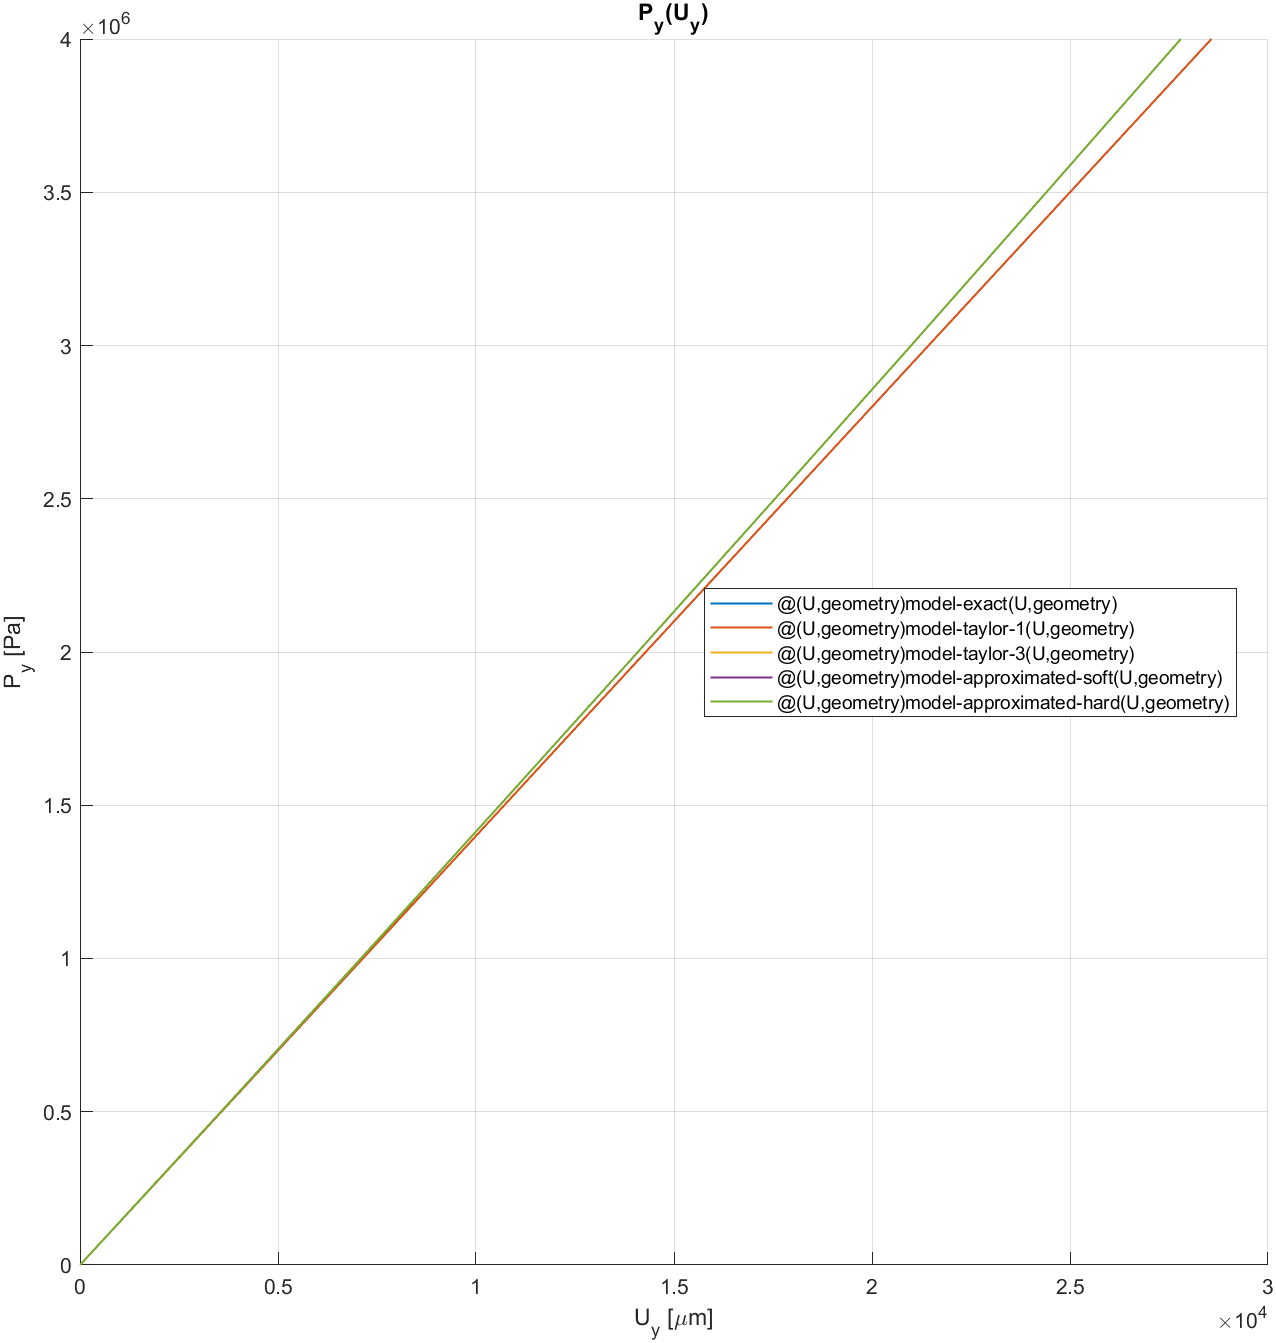 P_y(U_y)
×10^6
4
3.5
3
2.5
2
1.5
1
0.5
0
P_y [Pa]
@(U,geometry)model-exact(U,geometry)
@(U,geometry)model-taylor-1(U,geometry)
@(U,geometry)model-taylor-3(U,geometry)
@(U,geometry)model-approximated-soft(U,geometry)
@(U,geometry)model-approximated-hard(U,geometry)
0 0.5 1 1.5 2 2.5 3
U_y [μm]
×10^4